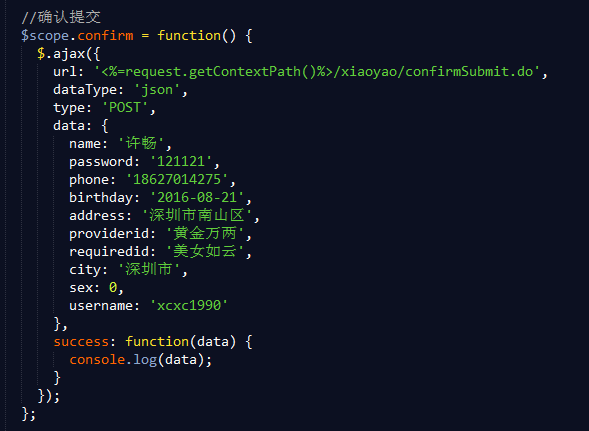 //确认提交
$scope.confirm = function() {
  $.ajax({
    url: '<%=request.getContextPath()%>/xiaoyao/confirmSubmit.do',
    dataType: 'json',
    type: 'POST',
    data: {
      name: '许畅',
      password: '121121',
      phone: '18627014275',
      birthday: '2016-08-21',
      address: '深圳市南山区',
      providerid: '黄金万两',
      requiredid: '美女如云',
      city: '深圳市',
      sex: 0,
      username: 'xcxc1990'
    },
    success: function(data) {
      console.log(data);
    }
  });
};